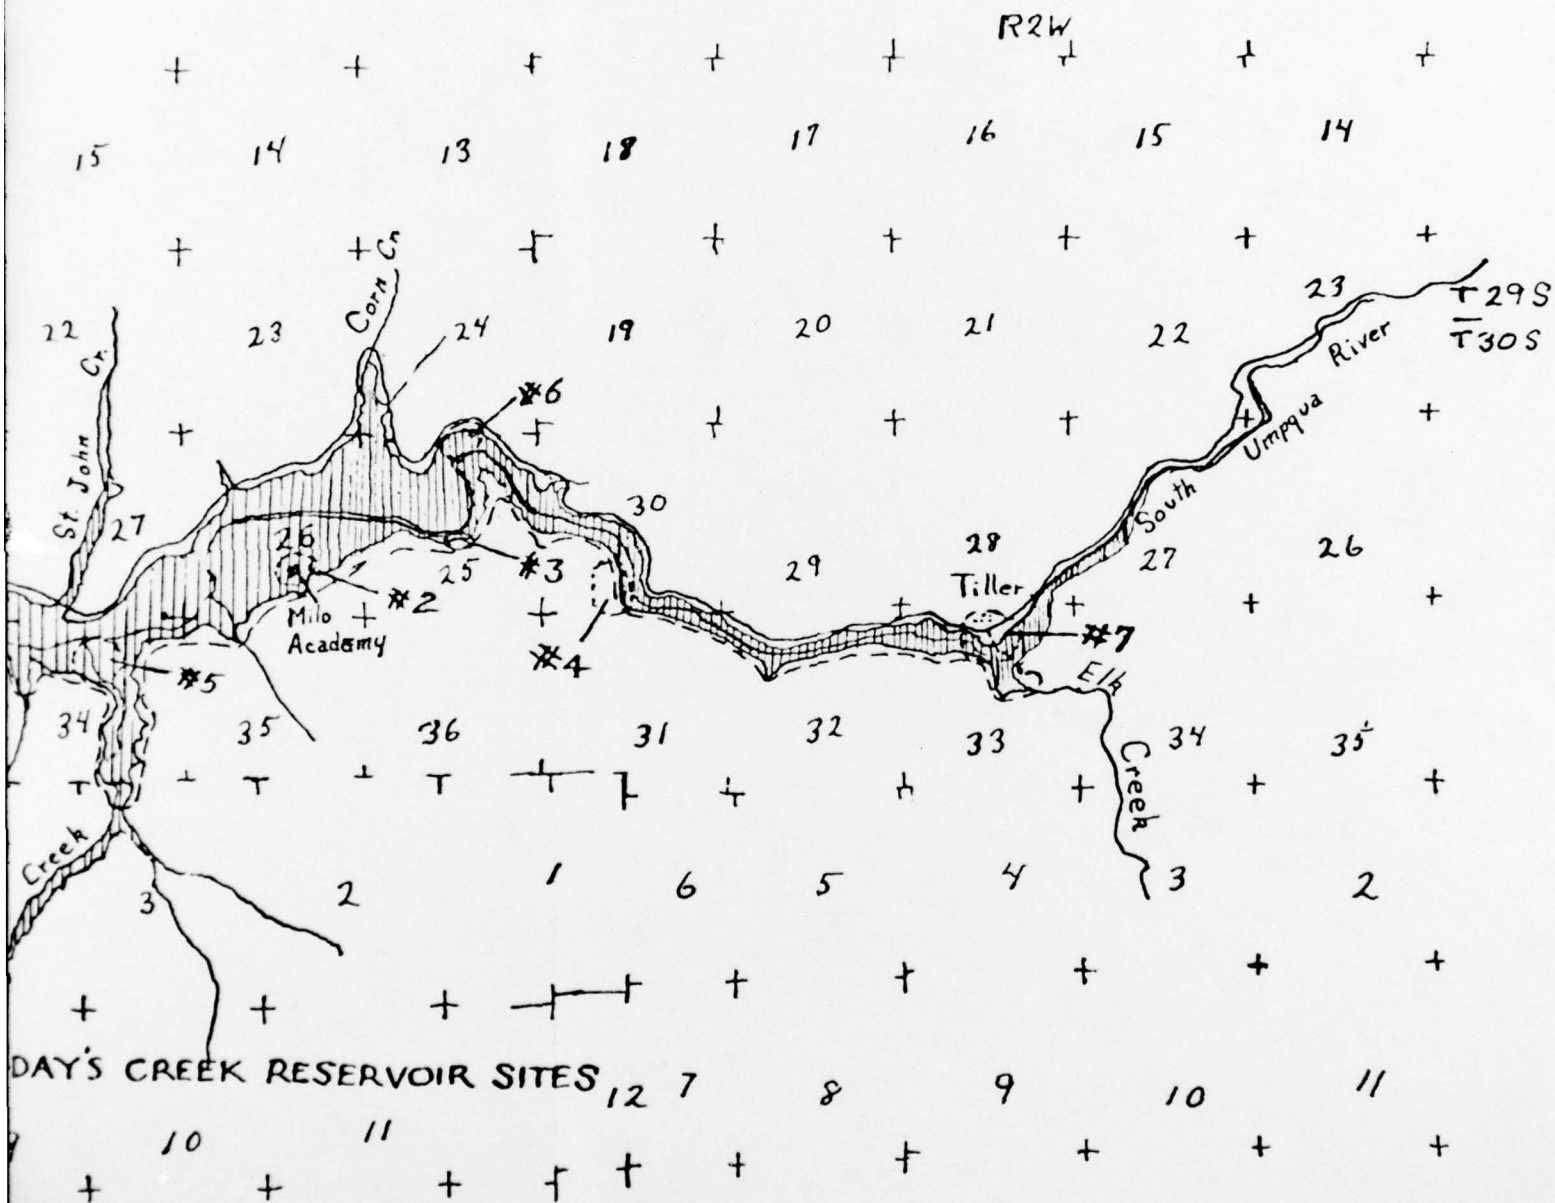 R2W
15 14 13 18 17 16 15 14
Corn Cr
22 23 24 19 20 21 22 23 T 29 S
T 30 S
River
Cr.
#6
Umpqua
St. John
South
27 26 25 30 29 28 27 26
#3
Tiller
#2
Milo
Academy
#4
#7
Elk
#5
34 35 36 31 32 33 34 35
Creek
Creek
3 2 1 6 5 4 3 2
DAY'S CREEK RESERVOIR SITES
12 7 8 9 10 11
10 11